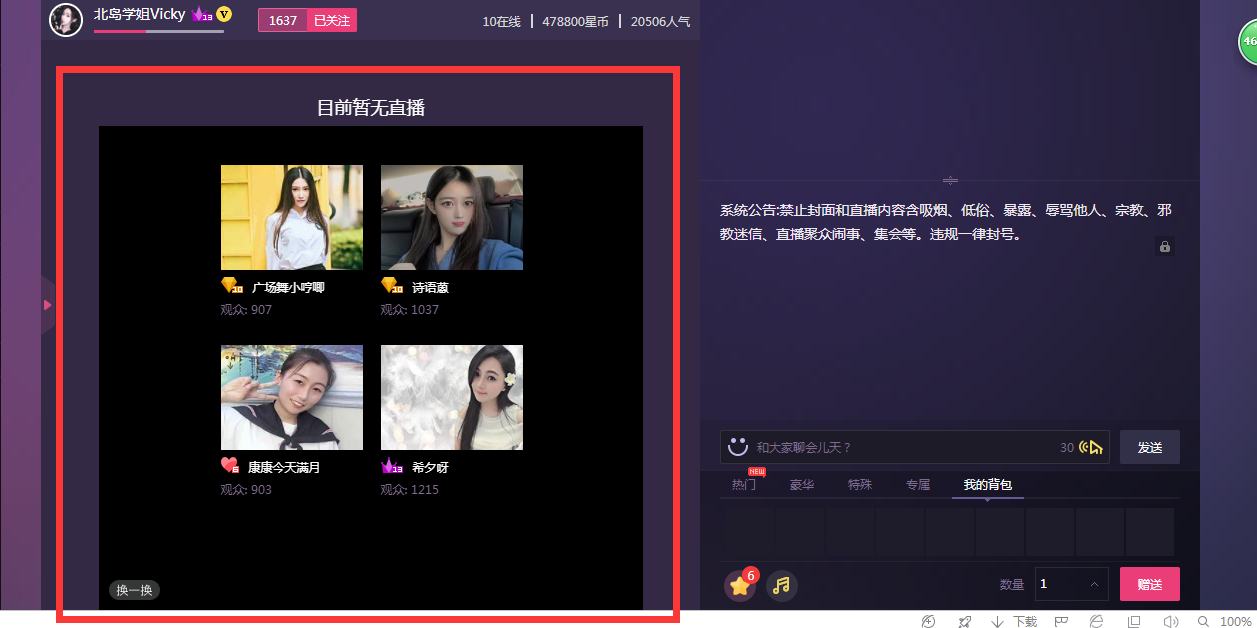 北岛学姐Vicky 13 V
1637 已关注
10在线 478800星币 20506人气
46
目前暂无直播
10 广场舞小哼唧
观众: 907
10 诗语蕙
观众: 1037
6 康康今天满月
观众: 903
13 希夕呀
观众: 1215
换一换
系统公告:禁止封面和直播内容含吸烟、低俗、暴露、辱骂他人、宗教、邪
教迷信、直播聚众闹事、集会等。违规一律封号。
和大家聊会儿天？ 30 发送
NEW
热门 豪华 特殊 专属 我的背包
6
数量 1 赠送
下载 100%